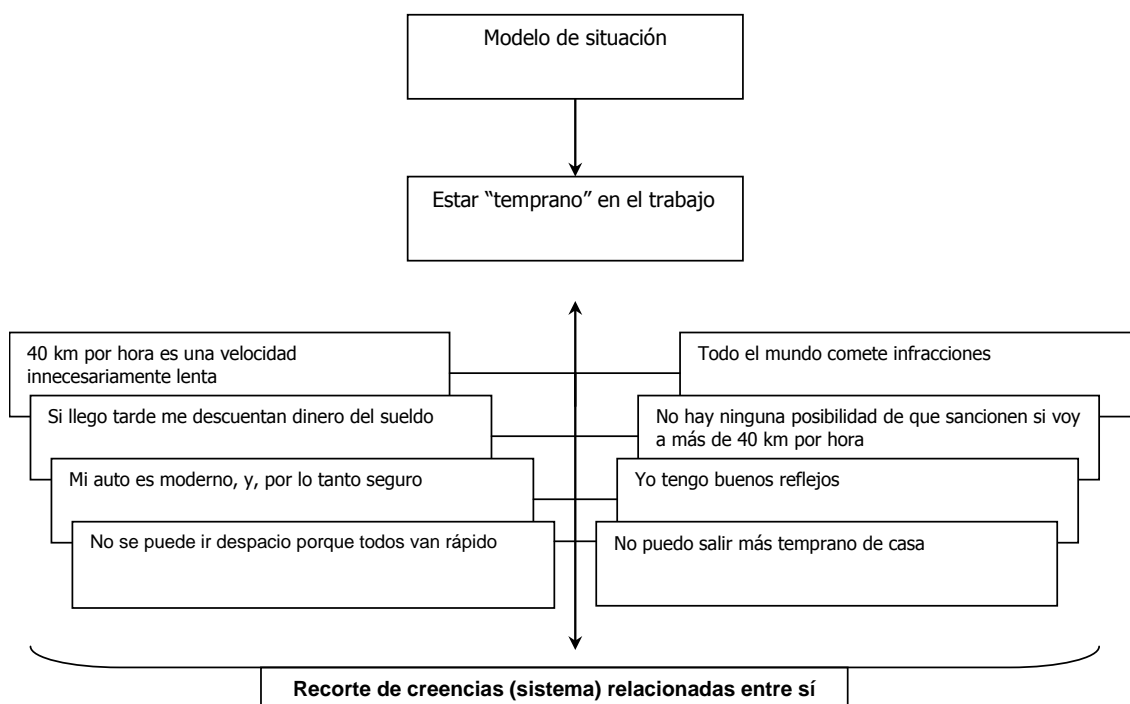 Modelo de situación
Estar “temprano” en el trabajo
40 km por hora es una velocidad
innecesariamente lenta
Todo el mundo comete infracciones
Si llego tarde me descuentan dinero del sueldo
No hay ninguna posibilidad de que sancionen si voy
a más de 40 km por hora
Mi auto es moderno, y, por lo tanto seguro
Yo tengo buenos reflejos
No se puede ir despacio porque todos van rápido
No puedo salir más temprano de casa
Recorte de creencias (sistema) relacionadas entre sí